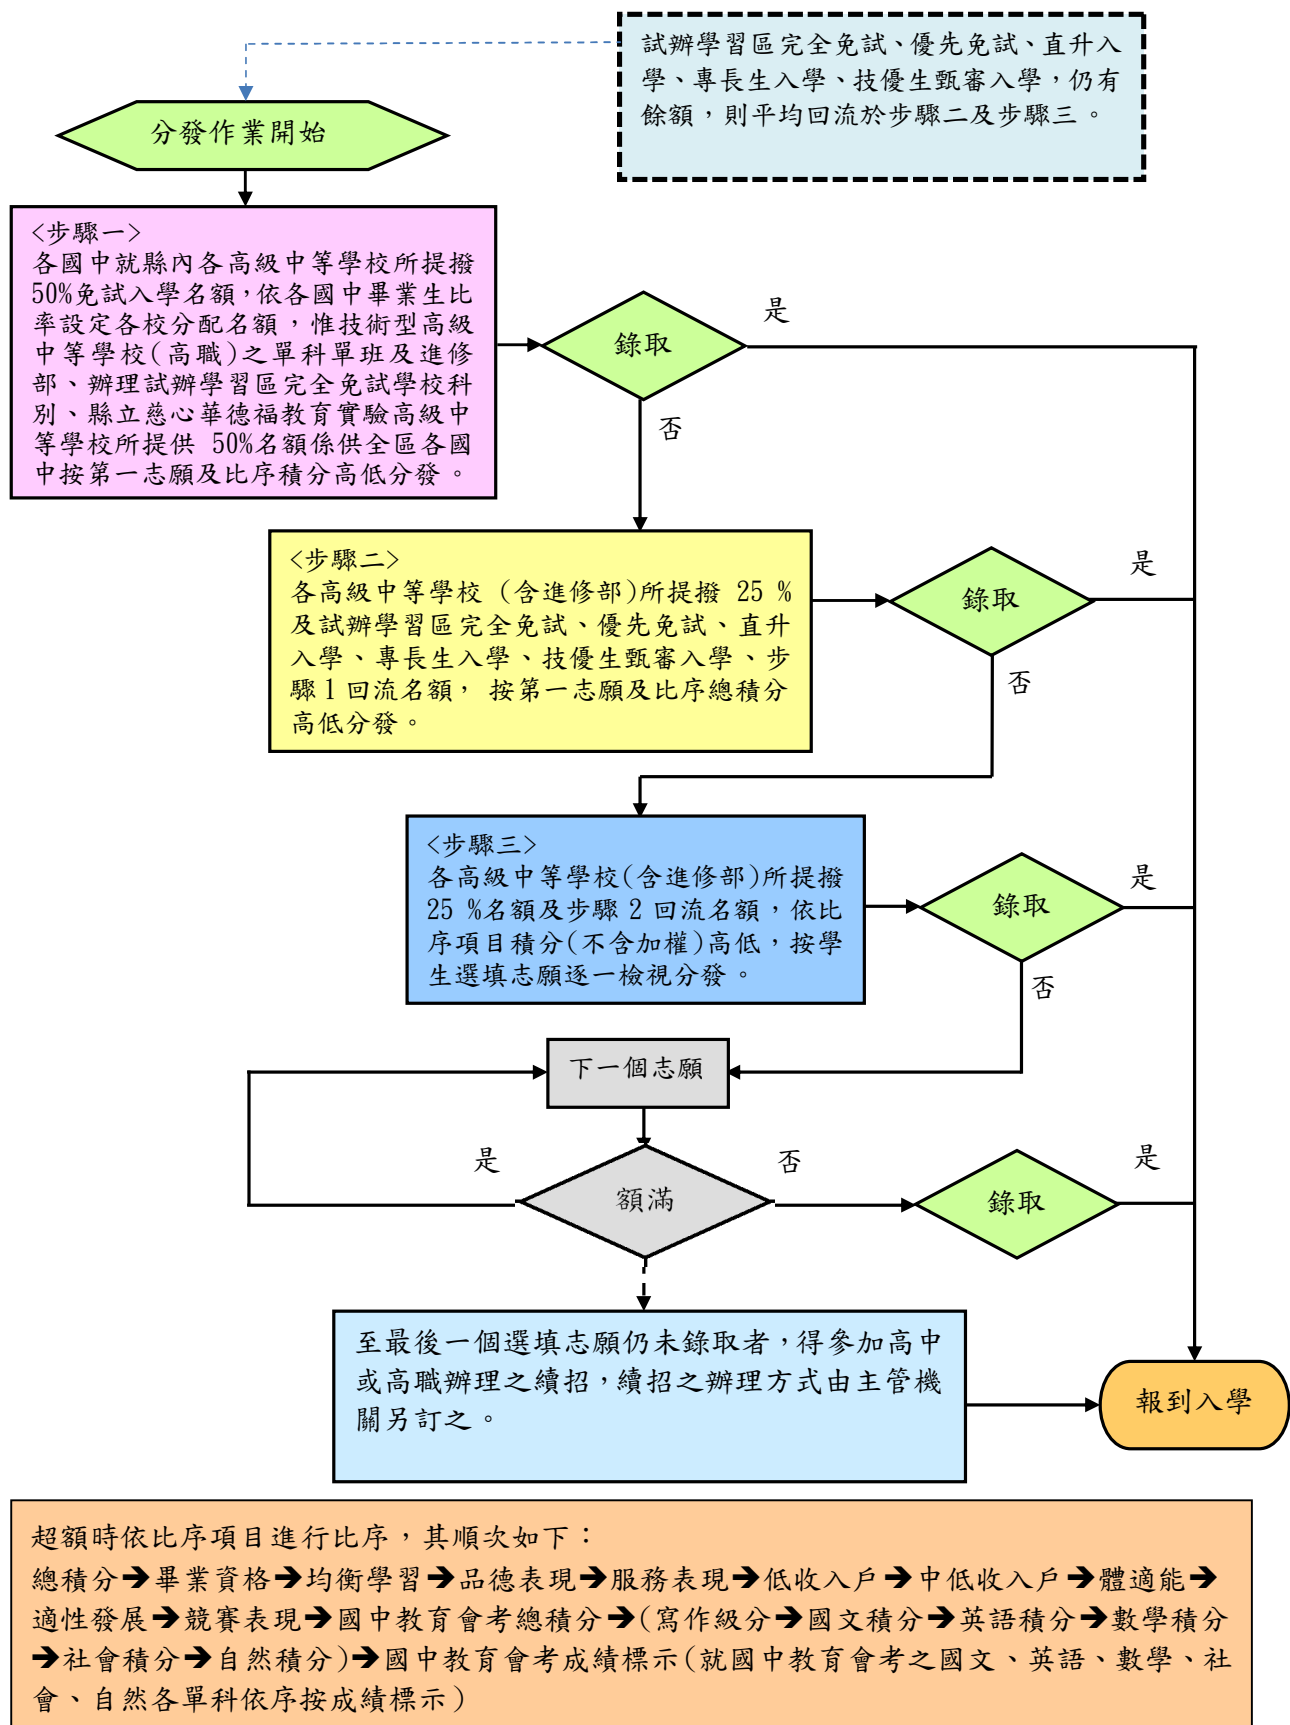 試辦學習區完全免試、優先免試、直升入
學、專長生入學、技優生甄審入學，仍有
餘額，則平均回流於步驟二及步驟三。
分發作業開始
<步驟一>
各國中就縣內各高級中等學校所提撥
50%免試入學名額，依各國中畢業生比
率設定各校分配名額，惟技術型高級
中等學校(高職)之單科單班及進修
部、辦理試辦學習區完全免試學校科
別、縣立慈心華德福教育實驗高級中
等學校所提供 50%名額係供全區各國
中按第一志願及比序積分高低分發。
錄取
是
否
<步驟二>
各高級中等學校 (含進修部)所提撥 25 %
及試辦學習區完全免試、優先免試、直升
入學、專長生入學、技優生甄審入學、步
驟1回流名額， 按第一志願及比序總積分
高低分發。
錄取
是
否
<步驟三>
各高級中等學校(含進修部)所提撥
25 %名額及步驟 2 回流名額，依比
序項目積分(不含加權)高低，按學
生選填志願逐一檢視分發。
錄取
是
否
下一個志願
是
額滿
否
錄取
是
至最後一個選填志願仍未錄取者，得參加高中
或高職辦理之續招，續招之辦理方式由主管機
關另訂之。
報到入學
超額時依比序項目進行比序，其順次如下：
總積分➔畢業資格➔均衡學習➔品德表現➔服務表現➔低收入戶➔中低收入戶➔體適能➔
適性發展➔競賽表現➔國中教育會考總積分➔(寫作級分➔國文積分➔英語積分➔數學積分
➔社會積分➔自然積分)➔國中教育會考成績標示(就國中教育會考之國文、英語、數學、社
會、自然各單科依序按成績標示)